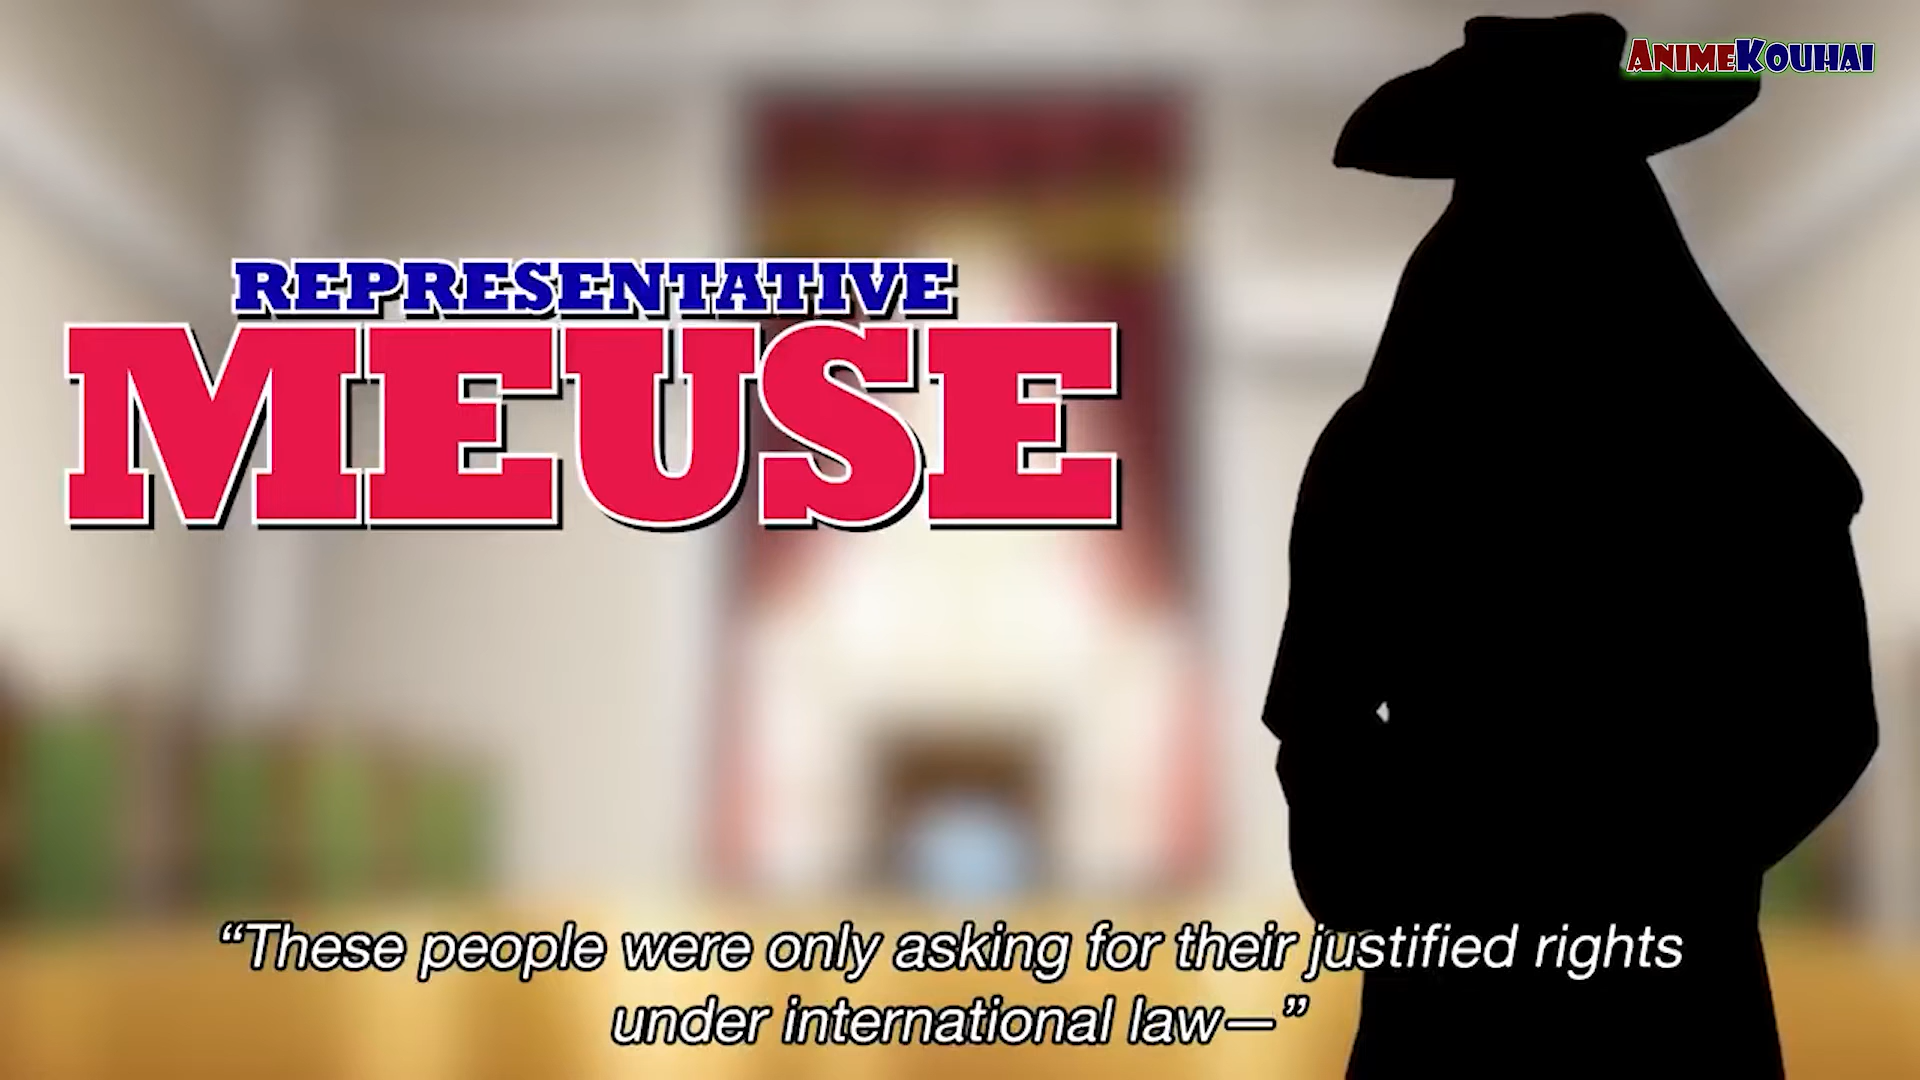 ANIMEKOUHAI
REPRESENTATIVE
MEUSE
“These people were only asking for their justified rights
under international law—”